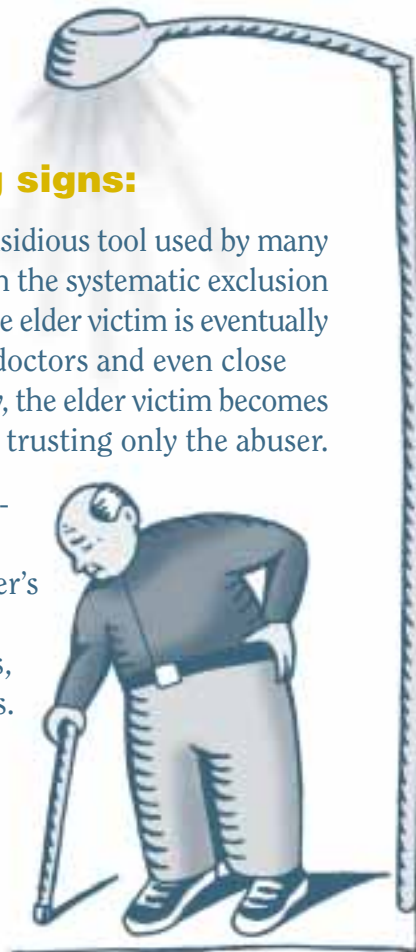 signs:
sidious tool used by many
the systematic exclusion
e elder victim is eventually
doctors and even close
, the elder victim becomes
trusting only the abuser.
-
er’s
s,
s.